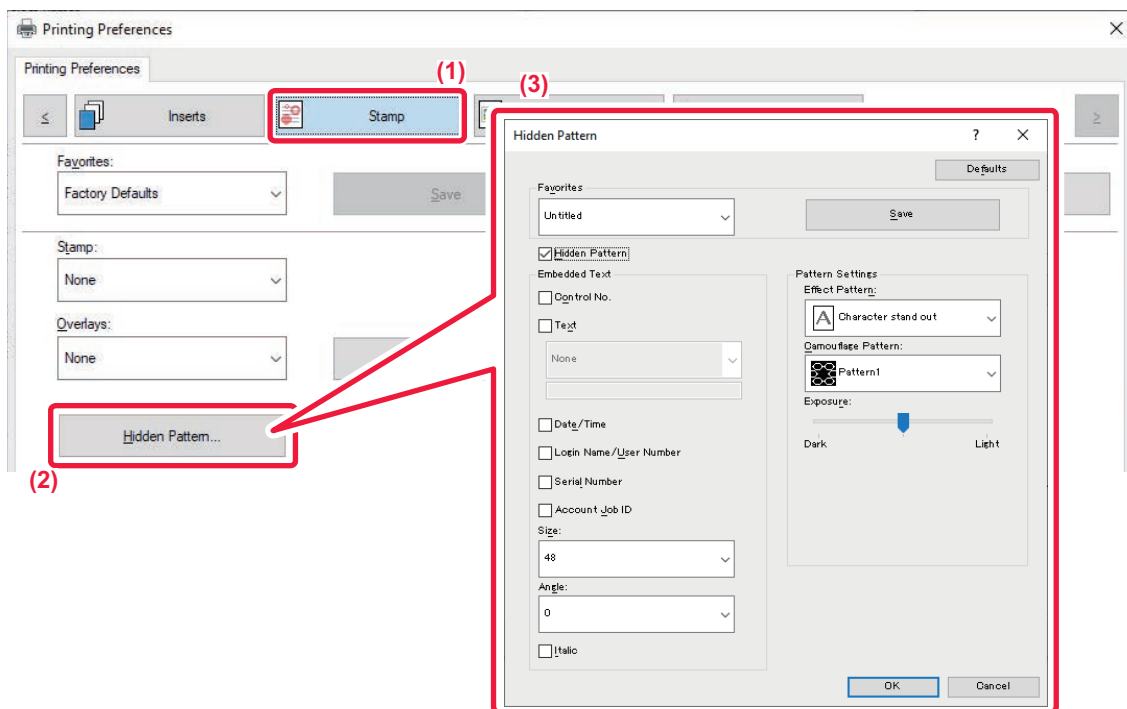 Printing Preferences
Printing Preferences
(1)
(3)
<
Inserts
Stamp
>
Favorites:
Factory Defaults
Save
Stamp:
None
Overlays:
None
Hidden Pattern...
(2)
Hidden Pattern
?
Defaults
Favorites
Untitled
Save
Hidden Pattern
Embedded Text
Control No.
Text
None
Date/Time
Login Name/User Number
Serial Number
Account Job ID
Size:
48
Angle:
0
Italic
Pattern Settings
Effect Pattern:
A Character stand out
Camouflage Pattern:
Pattern1
Exposure:
Dark Light
OK Cancel